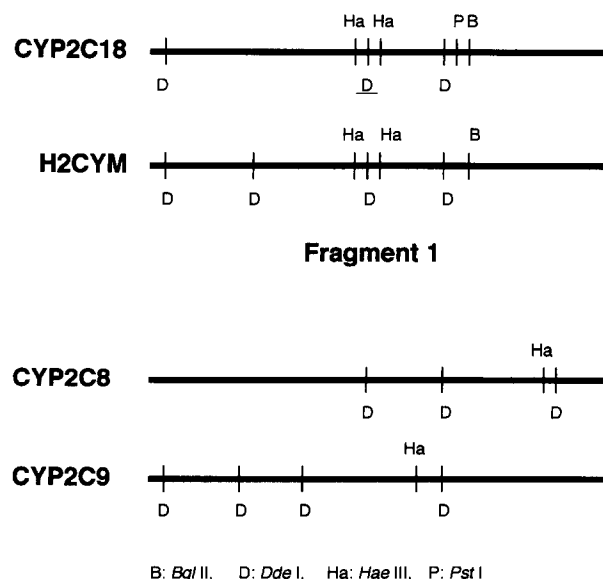 Ha Ha P B
CYP2C18
D D D
Ha Ha B
H2CYM
D D D D
Fragment 1
Ha
CYP2C8
D D D
Ha
CYP2C9
D D D D
B: Bgl II, D: Dde I, Ha: Hae III, P: Pst I